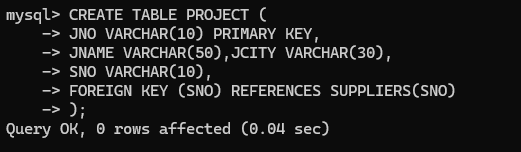 mysql> CREATE TABLE PROJECT (
    -> JNO VARCHAR(10) PRIMARY KEY,
    -> JNAME VARCHAR(50),JCITY VARCHAR(30),
    -> SNO VARCHAR(10),
    -> FOREIGN KEY (SNO) REFERENCES SUPPLIERS(SNO)
    -> );
Query OK, 0 rows affected (0.04 sec)